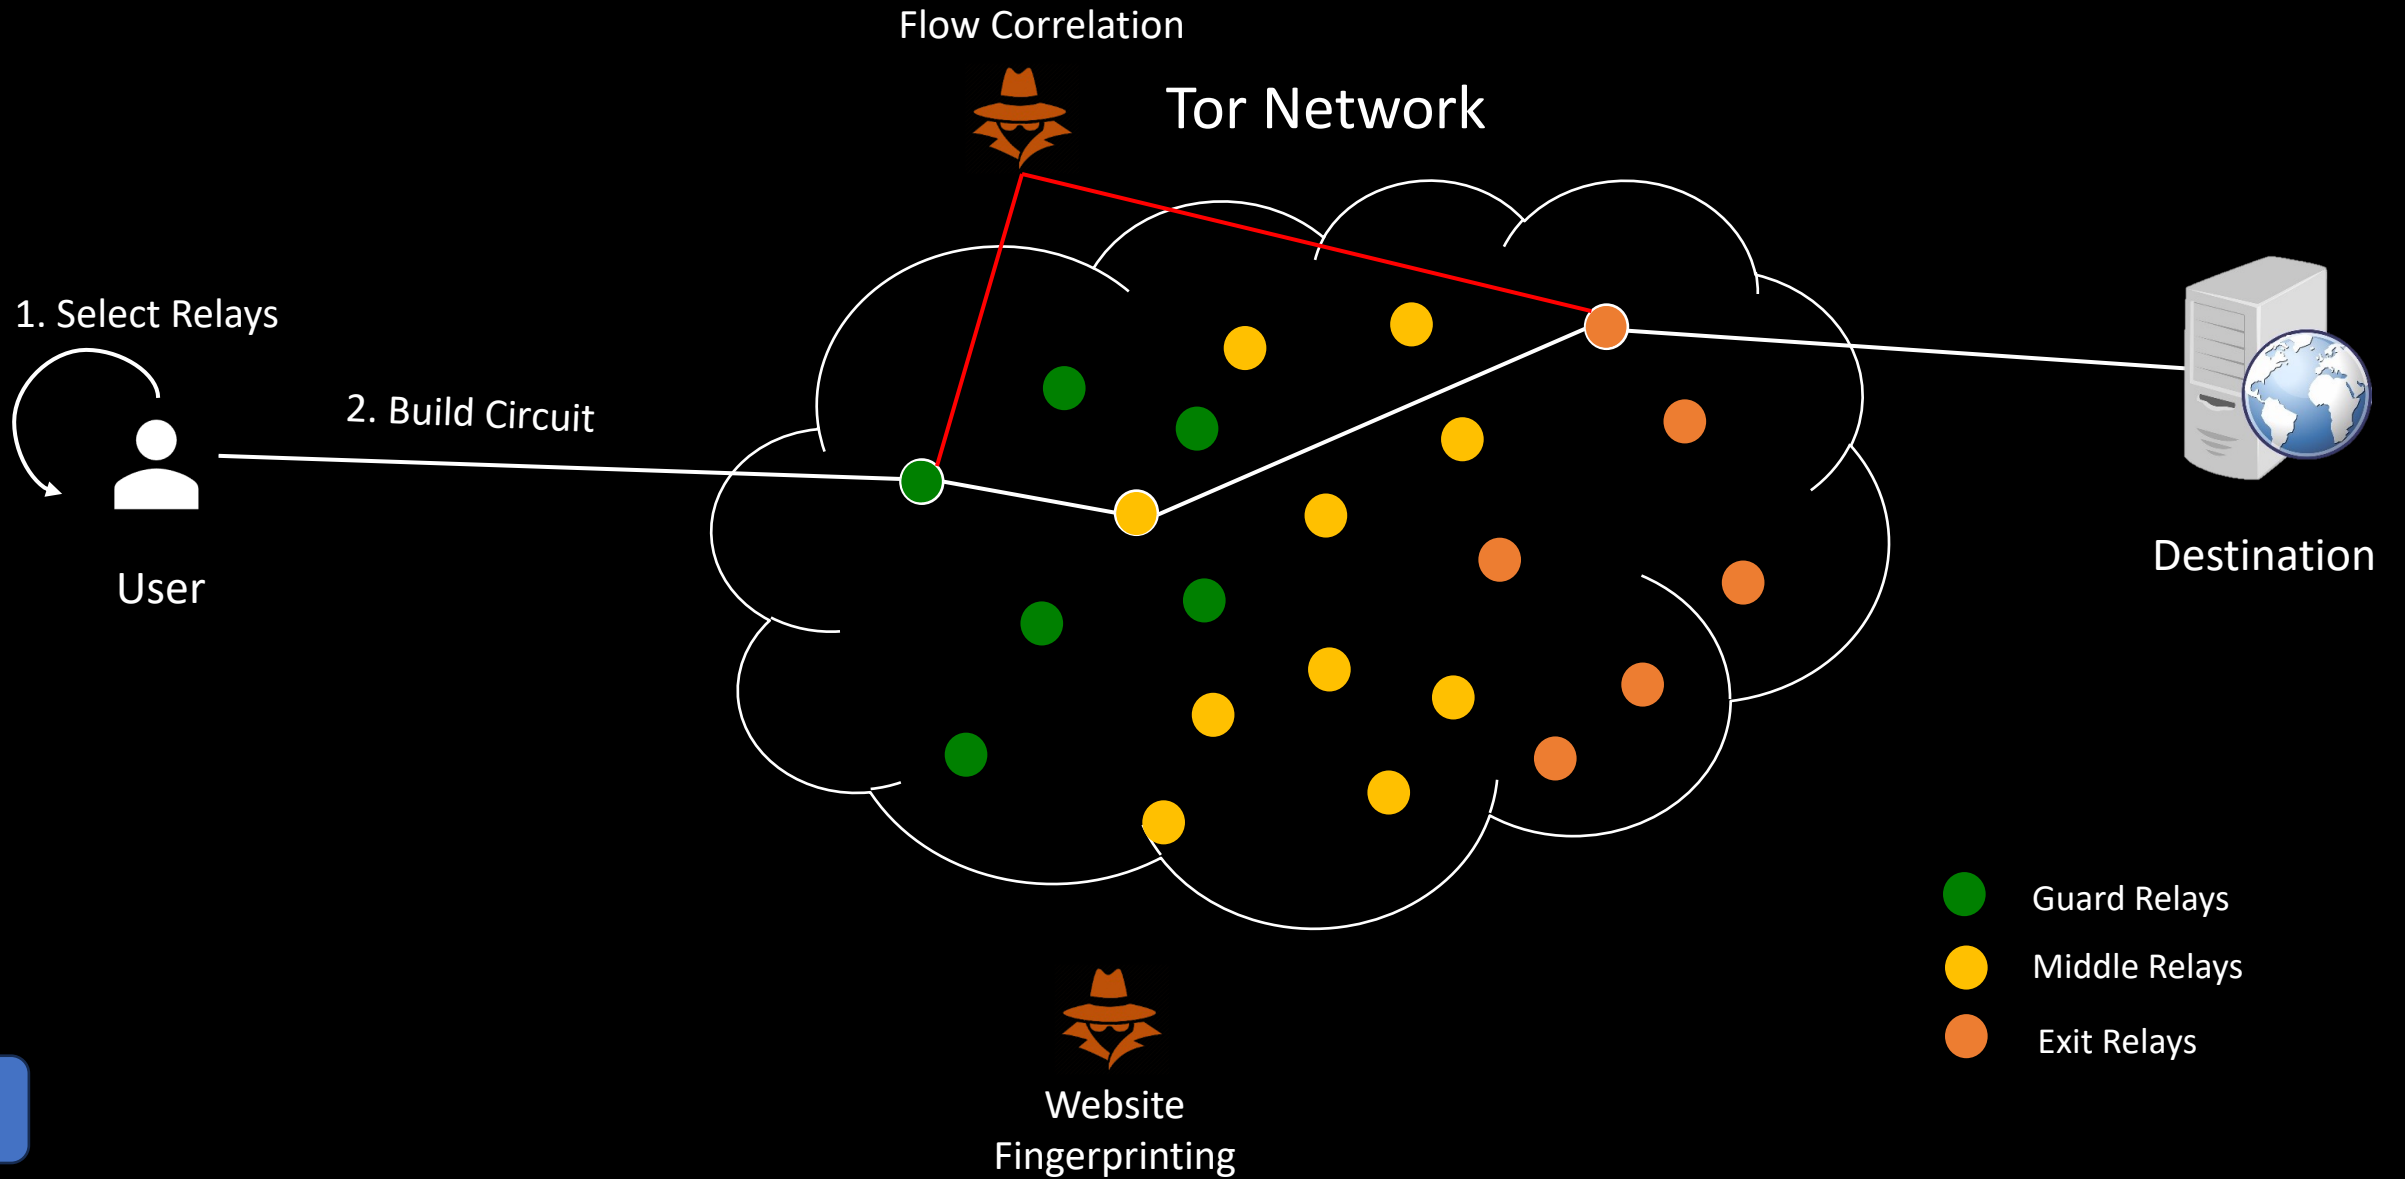 Flow Correlation
Tor Network
1. Select Relays
2. Build Circuit
User
Destination
Guard Relays
Middle Relays
Exit Relays
Website
Fingerprinting